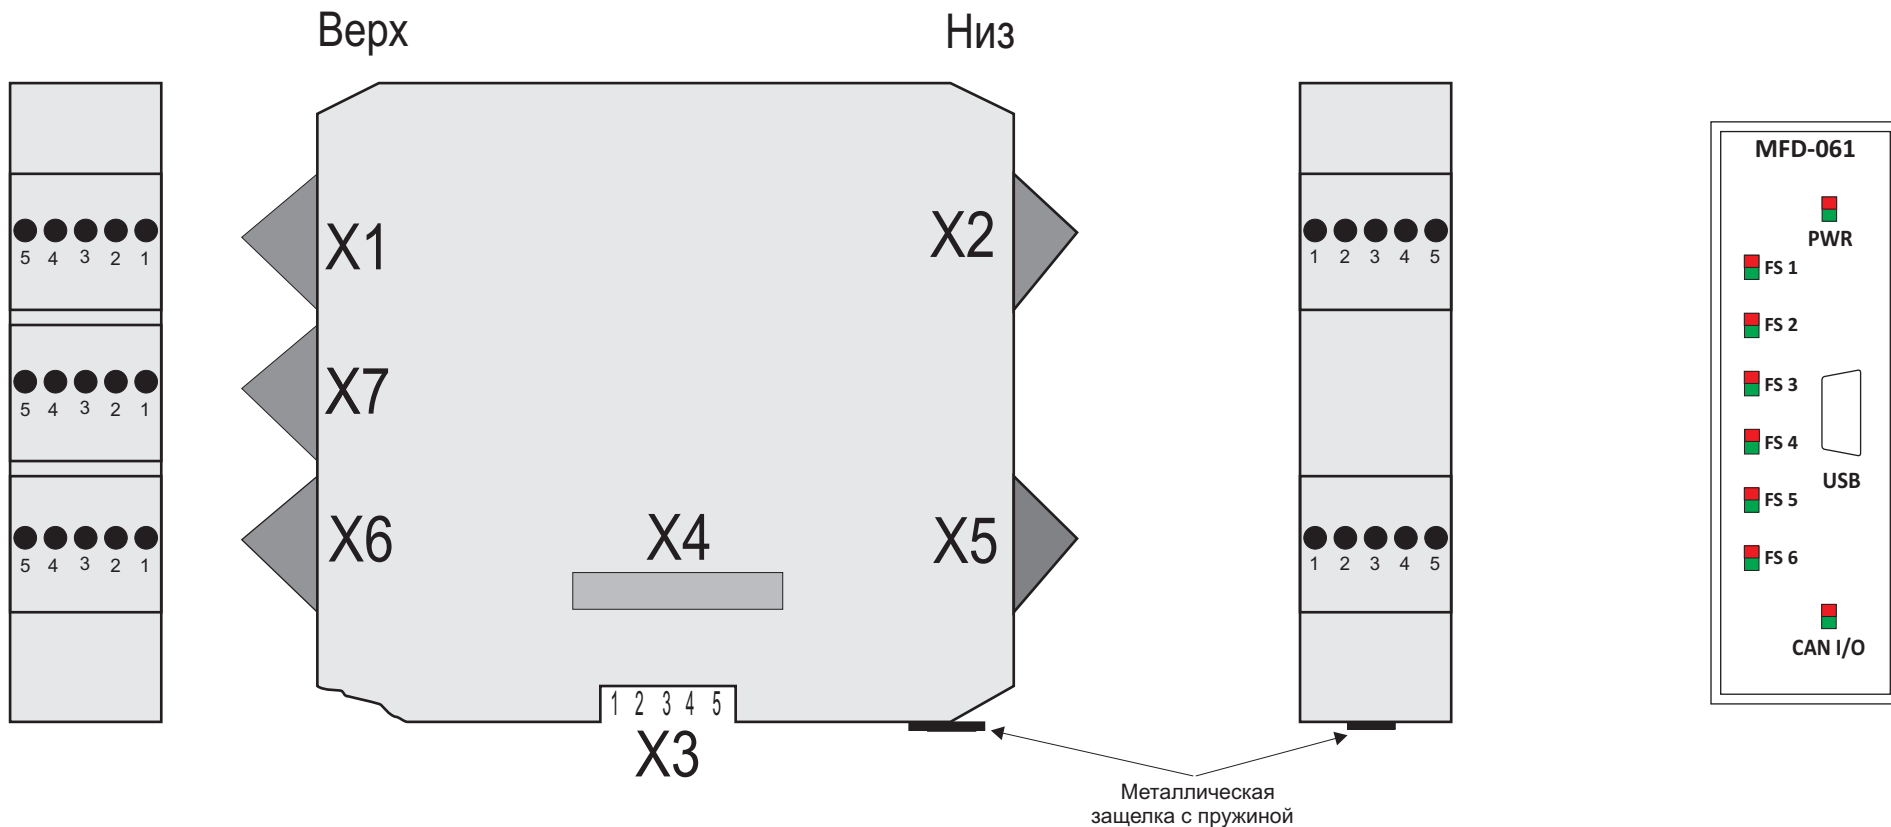 Верх
Низ
MFD-061
PWR
FS 1
FS 2
FS 3
FS 4
FS 5
FS 6
USB
CAN I/O
5 4 3 2 1
5 4 3 2 1
5 4 3 2 1
X1
X2
X7
X6
X4
X5
1 2 3 4 5
X3
1 2 3 4 5
1 2 3 4 5
Металлическая
защелка с пружиной